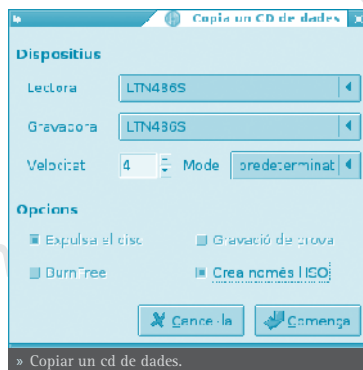 Copia un CD de dades
Dispositius
Lectora LTN486S
Gravadora LTN486S
Velocitat 4 Mode predeterminat
Opcions
Expulsa el disc Gravació de prova
BurnFree Crea només l'ISO
Cancel·la Comença
» Copiar un cd de dades.